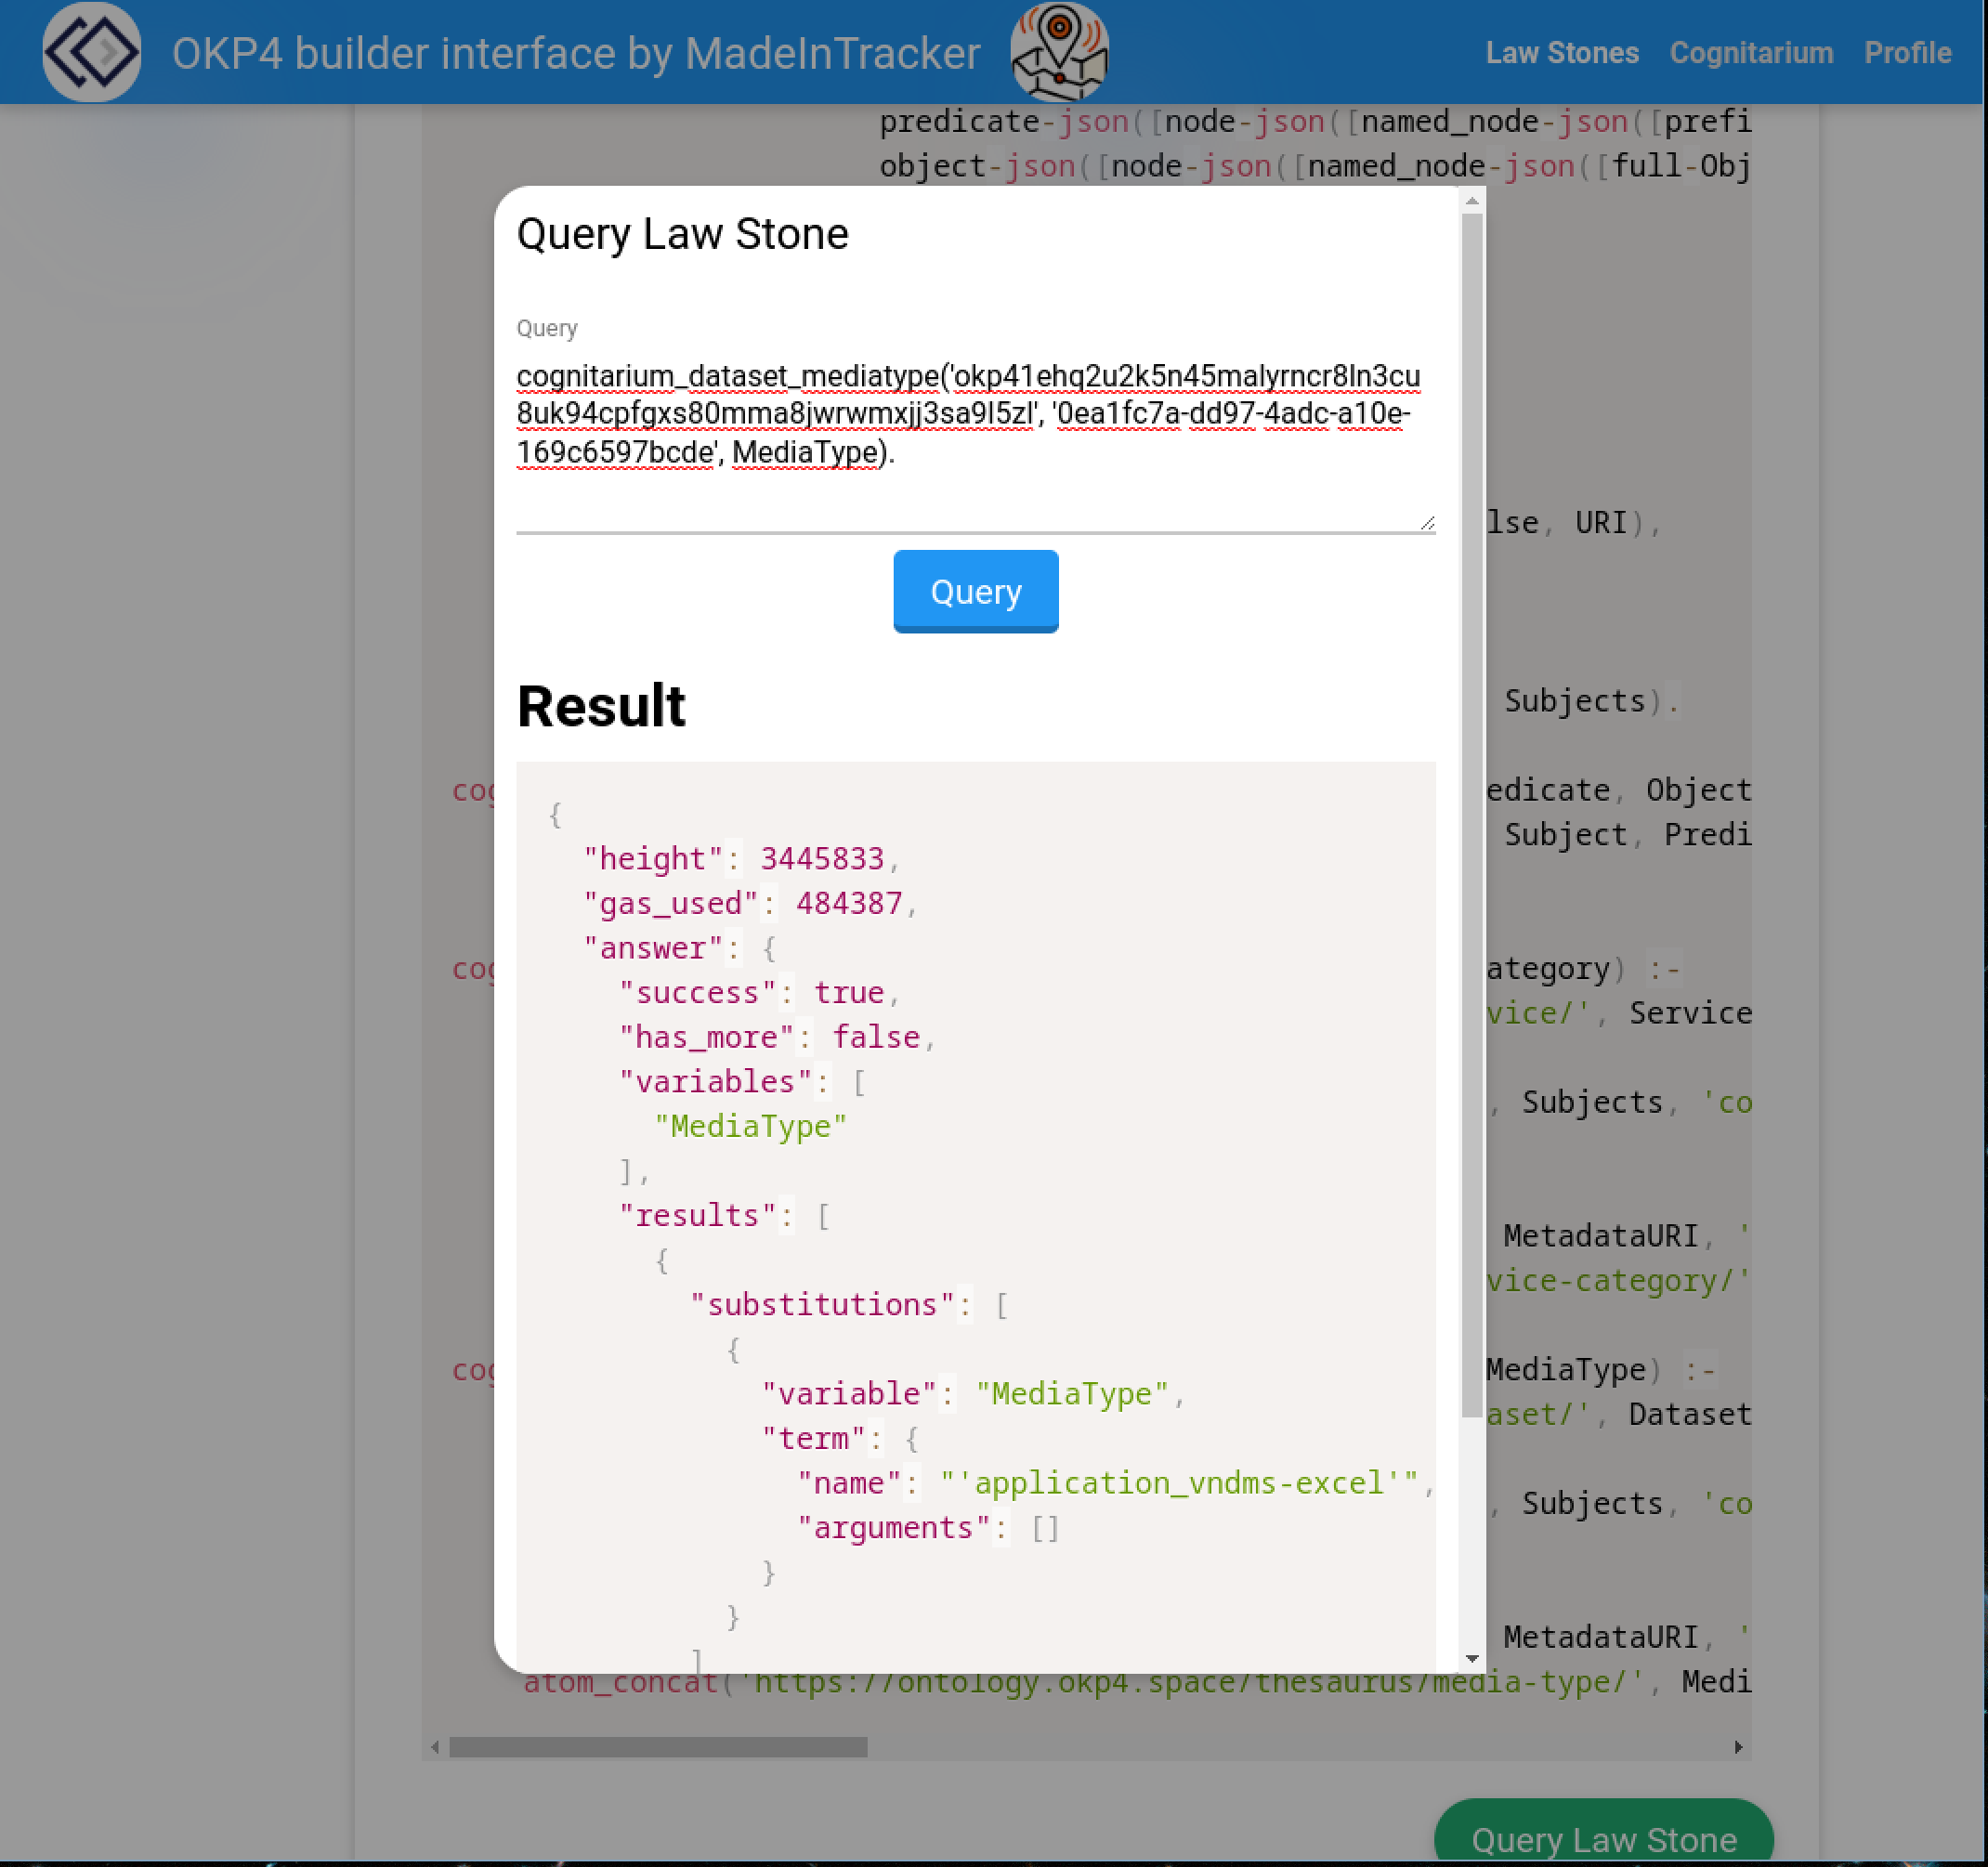 OKP4 builder interface by MadeInTracker
Law Stones Cognitarium Profile
predicate-json([node-json([named_node-json([prefi
object-json([node-json([named_node-json([full-Obj
Query Law Stone
Query
cognitarium_dataset_mediatype('okp41ehq2u2k5n45malyrncr8ln3cu
8uk94cpfgxs80mma8jwrwmxjj3sa9l5zl', '0ea1fc7a-dd97-4adc-a10e-
169c6597bcde', MediaType).
lse, URI),
Query
Result
Subjects).
{
cog edicate, Object
Subject, Predi
"height": 3445833,
"gas_used": 484387,
"answer": {
cog ategory) :-
"success": true,
vice/', Service
"has_more": false,
"variables": [
, Subjects, 'co
"MediaType"
],
"results": [
MetadataURI, '
{
vice-category/'
"substitutions": [
{
cog MediaType) :-
"variable": "MediaType",
aset/', Dataset
"term": {
"name": "'application_vndms-excel'",
, Subjects, 'co
"arguments": []
}
}
MetadataURI, '
]
atom_concat('https://ontology.okp4.space/thesaurus/media-type/', Medi
Query Law Stone